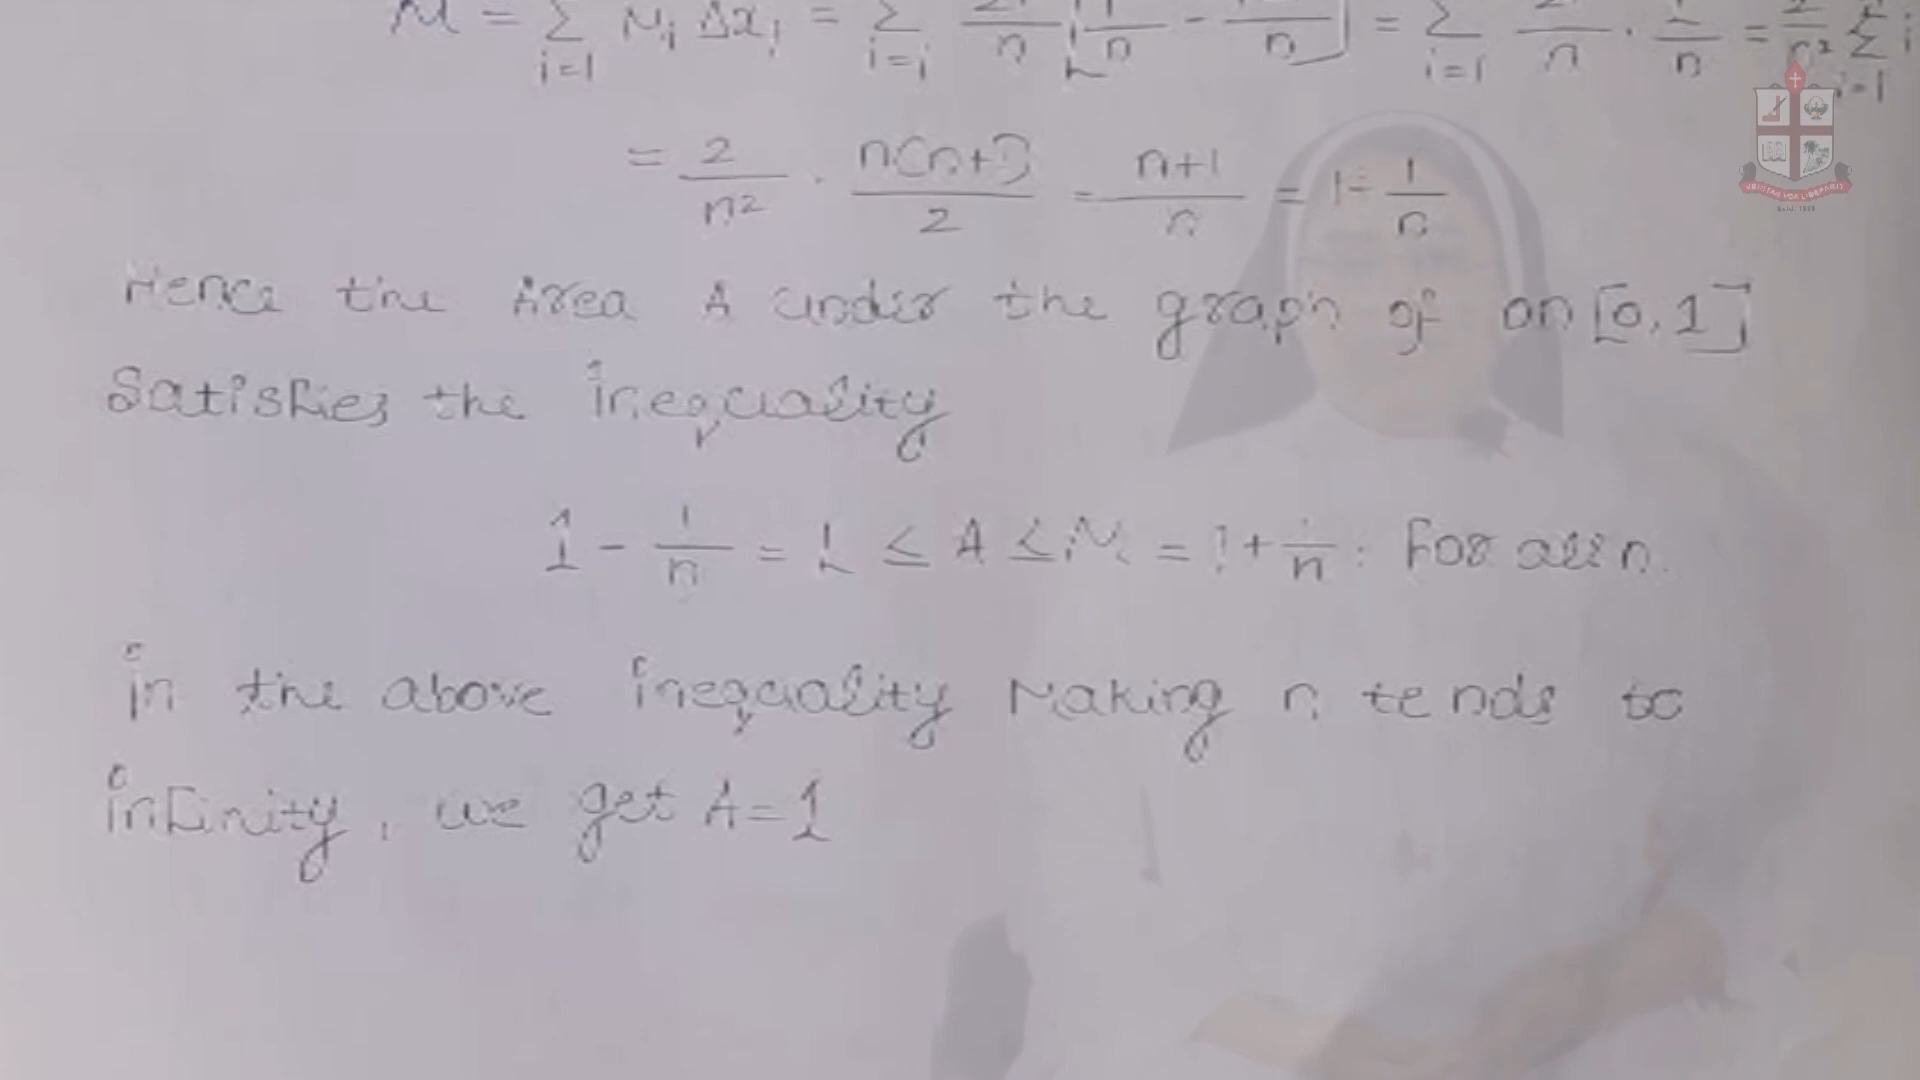 M = ∑ i=1 Mi Δxi = ∑ i=i 2i/n [i/n - /n] = ∑ i=1 2i/n · 1/n = 2/n² ∑ i=1 i
= 2/n² · n(n+1)/2 = n+1/n = 1+ 1/n
Hence the Area A under the graph of on [0, 1]
Satisfies the inequality
1 - 1/n = L ≤ A ≤ M = 1 + 1/n : For all n.
in the above inequality Making n tends to
infinity, we get A = 1